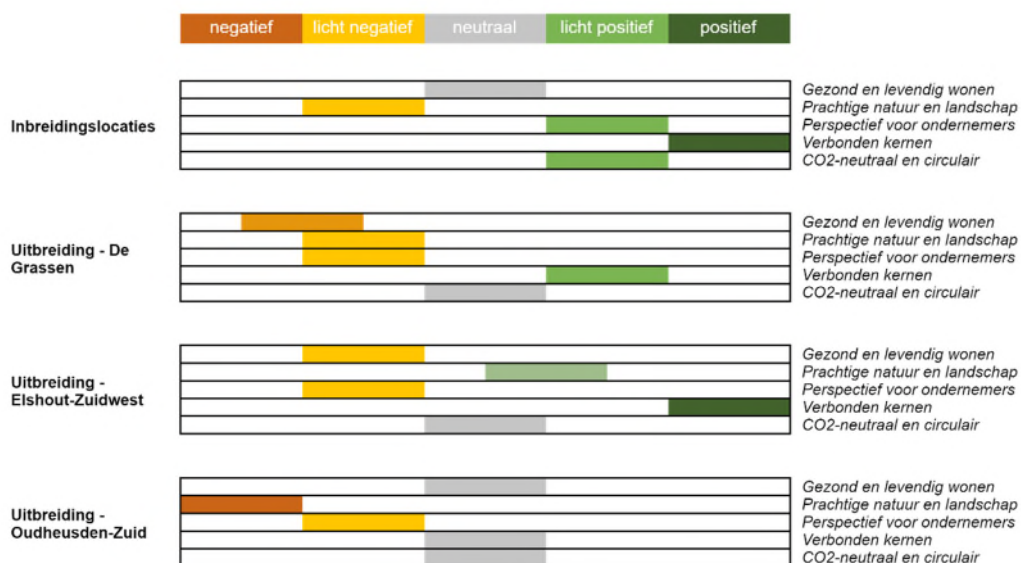 negatief licht negatief neutraal licht positief positief
Inbreidingslocaties
Gezond en levendig wonen
Prachtige natuur en landschap
Perspectief voor ondernemers
Verbonden kernen
CO2-neutraal en circulair
Uitbreiding - De
Grassen
Gezond en levendig wonen
Prachtige natuur en landschap
Perspectief voor ondernemers
Verbonden kernen
CO2-neutraal en circulair
Uitbreiding -
Elshout-Zuidwest
Gezond en levendig wonen
Prachtige natuur en landschap
Perspectief voor ondernemers
Verbonden kernen
CO2-neutraal en circulair
Uitbreiding -
Oudheusden-Zuid
Gezond en levendig wonen
Prachtige natuur en landschap
Perspectief voor ondernemers
Verbonden kernen
CO2-neutraal en circulair